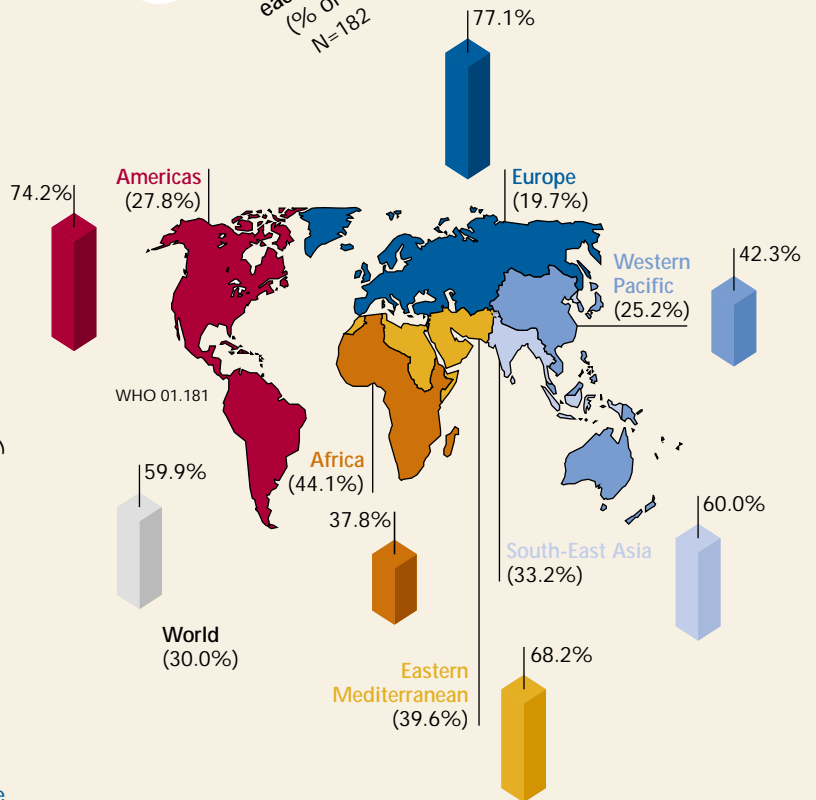 (% of
N=182
77.1%
74.2%
Americas
(27.8%)
Europe
(19.7%)
Western
Pacific
(25.2%)
42.3%
WHO 01.181
Africa
(44.1%)
59.9%
37.8%
60.0%
South-East Asia
(33.2%)
World
(30.0%)
68.2%
Eastern
Mediterranean
(39.6%)